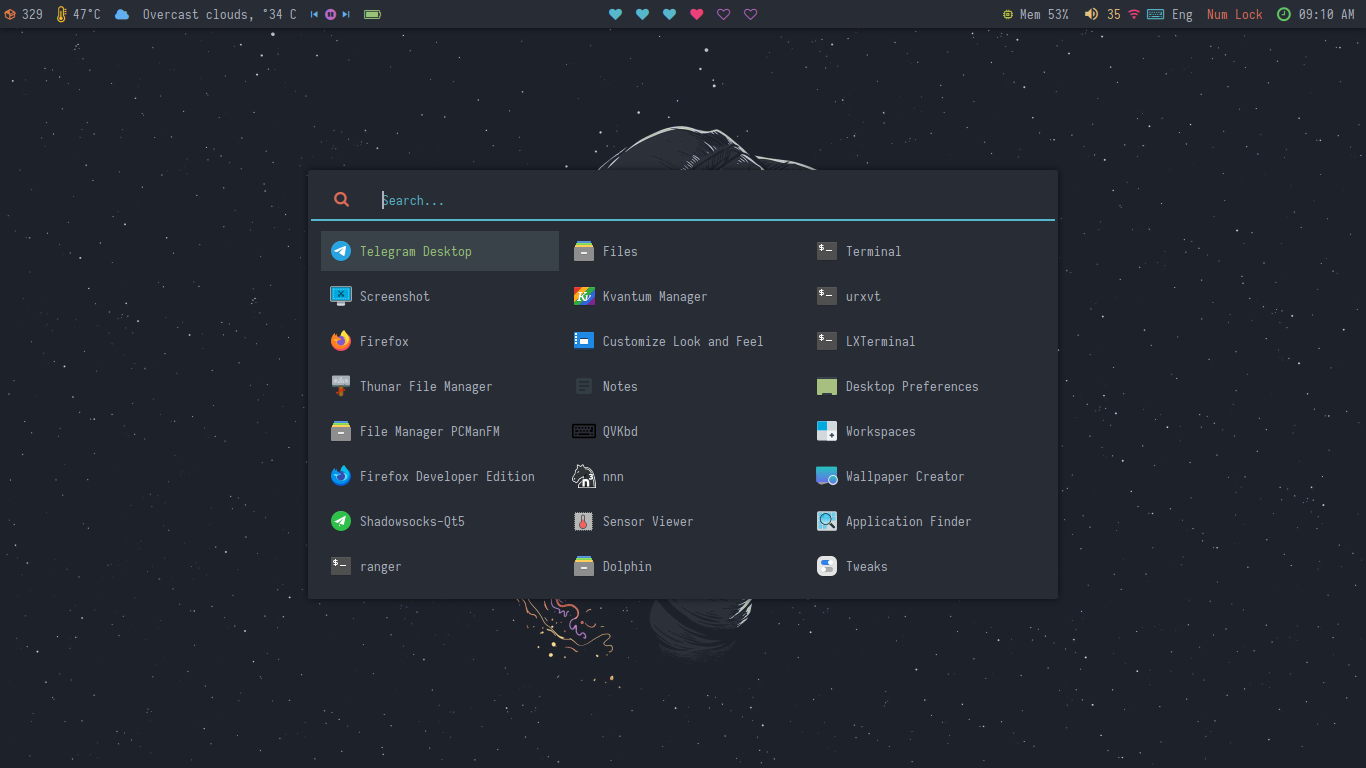 329 47°C Overcast clouds, °34 C Mem 53% 35 Eng Num Lock 09:10 AM
Search...
Telegram Desktop Files Terminal
Screenshot Kvantum Manager urxvt
Firefox Customize Look and Feel LXTerminal
Thunar File Manager Notes Desktop Preferences
File Manager PCManFM QVKbd Workspaces
Firefox Developer Edition nnn Wallpaper Creator
Shadowsocks-Qt5 Sensor Viewer Application Finder
ranger Dolphin Tweaks